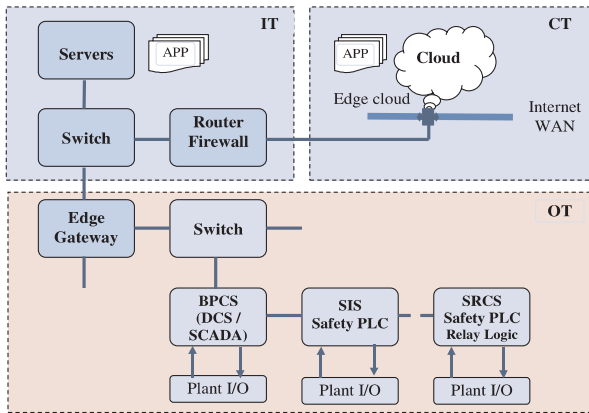 IT
CT
Servers
APP
APP
Cloud
Edge cloud
Internet
WAN
Switch
Router
Firewall
OT
Edge
Gateway
Switch
BPCS
(DCS /
SCADA)
SIS
Safety PLC
SRCS
Safety PLC
Relay Logic
Plant I/O
Plant I/O
Plant I/O